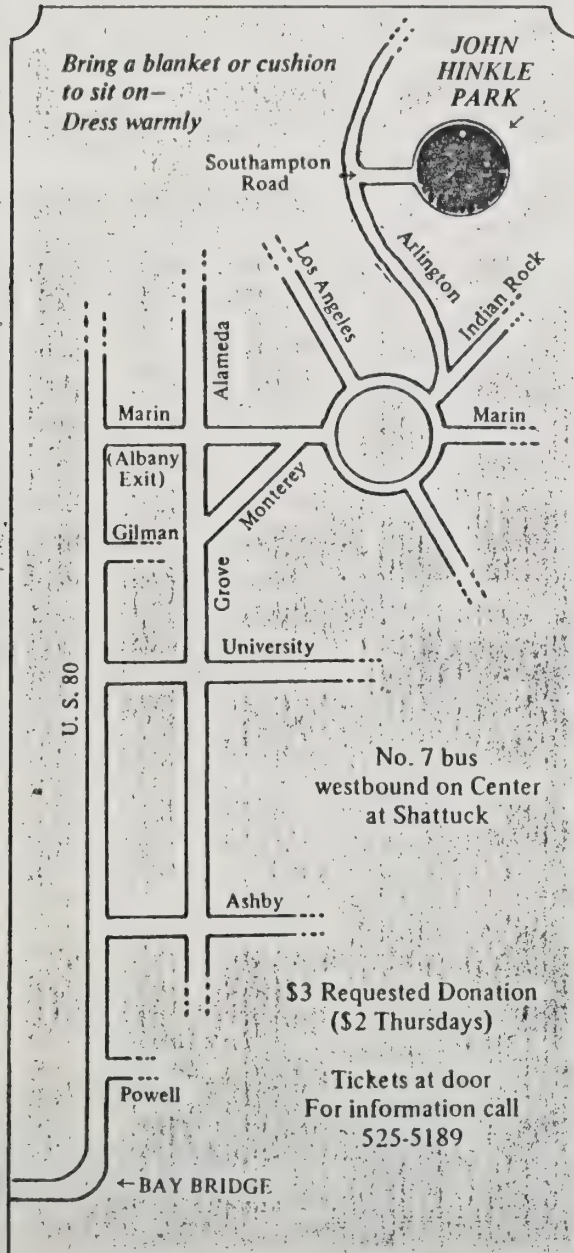 Bring a blanket or cushion
to sit on—
Dress warmly
JOHN
HINKLE
PARK
Southampton
Road
Arlington
Los Angeles
Indian Rock
Alameda
Marin
Marin
(Albany
Exit)
Monterey
Gilman
Grove
University
U. S. 80
No. 7 bus
westbound on Center
at Shattuck
Ashby
$3 Requested Donation
($2 Thursdays)
Powell
Tickets at door
For information call
525-5189
←BAY BRIDGE